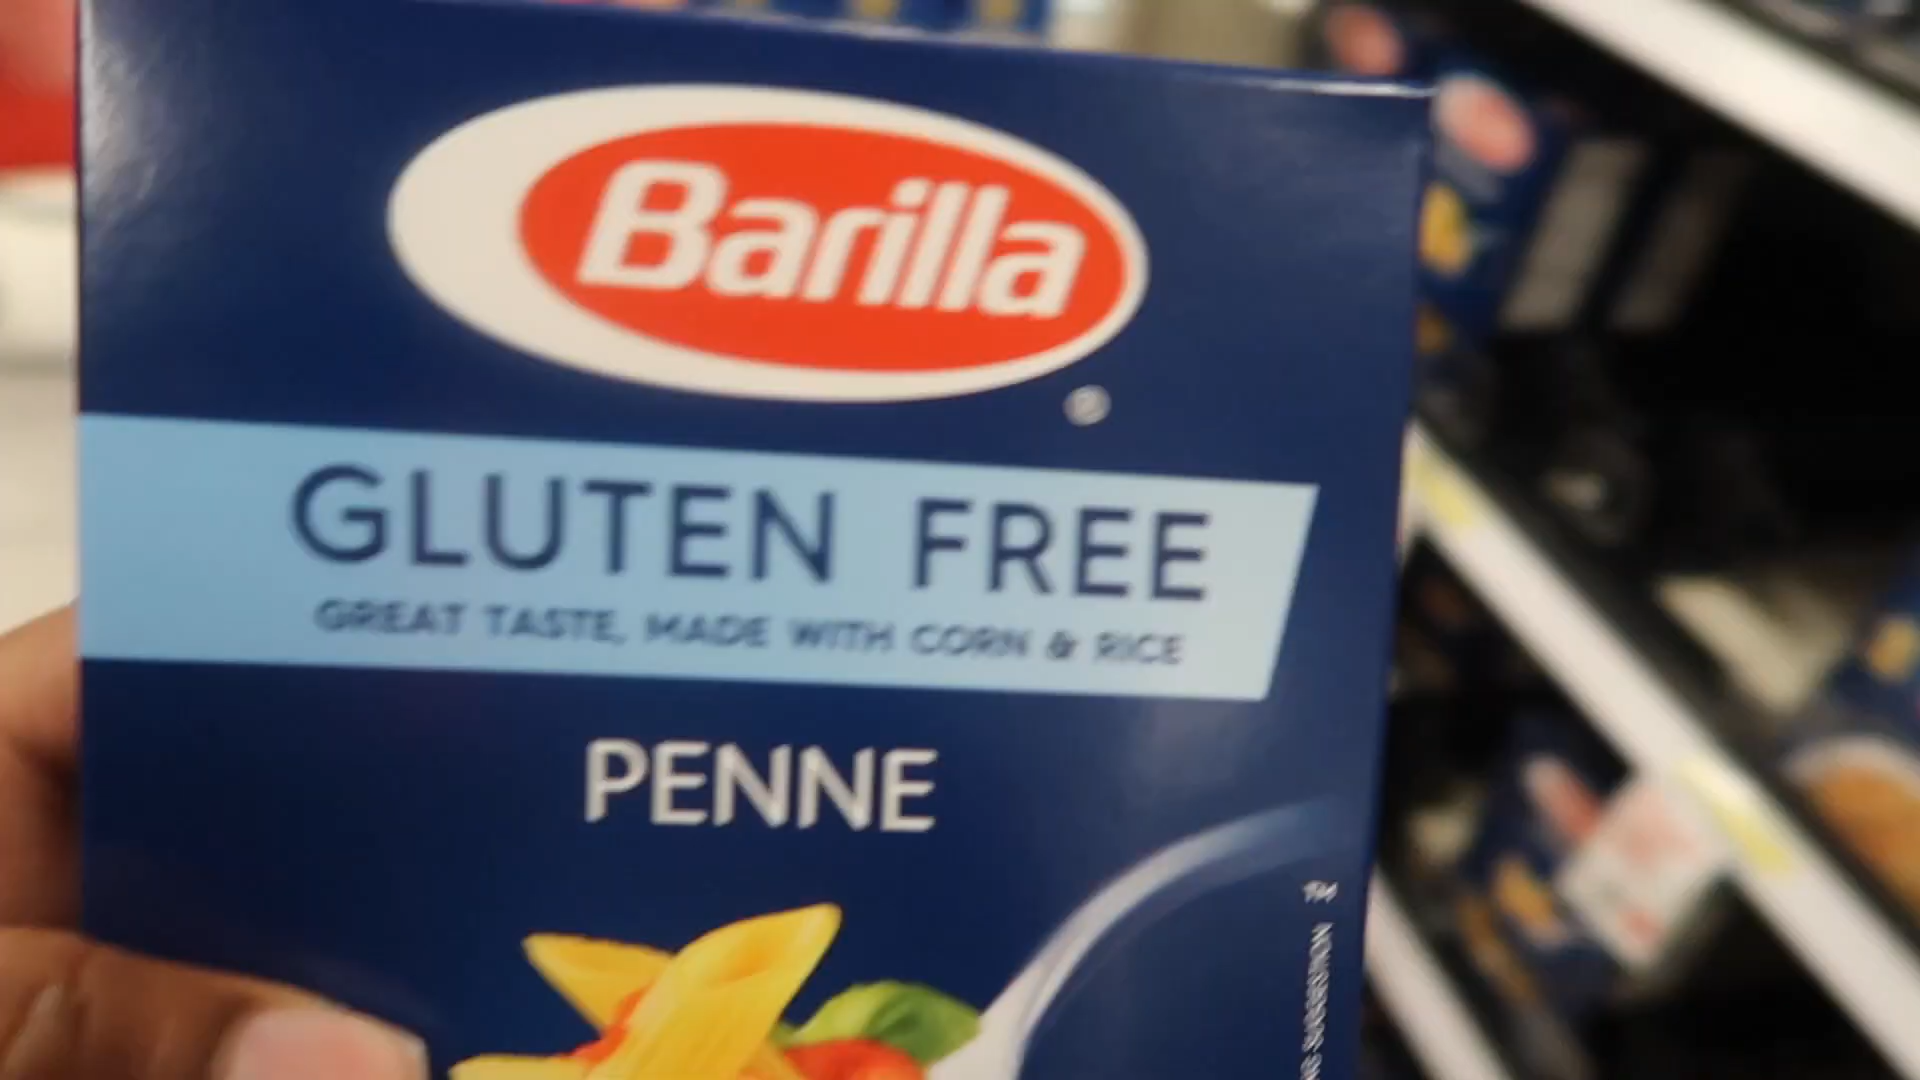 Barilla
®
GLUTEN FREE
GREAT TASTE, MADE WITH CORN & RICE
PENNE